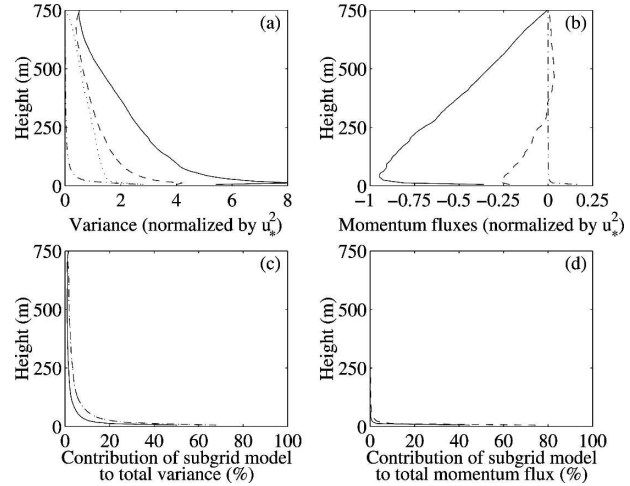 (a)
750
500
250
0
Height (m)
0 2 4 6 8
Variance (normalized by u*²)
(b)
750
500
250
0
Height (m)
−1 −0.75 −0.5 −0.25 0 0.25
Momentum fluxes (normalized by u*²)
(c)
750
500
250
0
Height (m)
0 20 40 60 80 100
Contribution of subgrid model
to total variance (%)
(d)
750
500
250
0
Height (m)
0 20 40 60 80 100
Contribution of subgrid model
to total momentum flux (%)